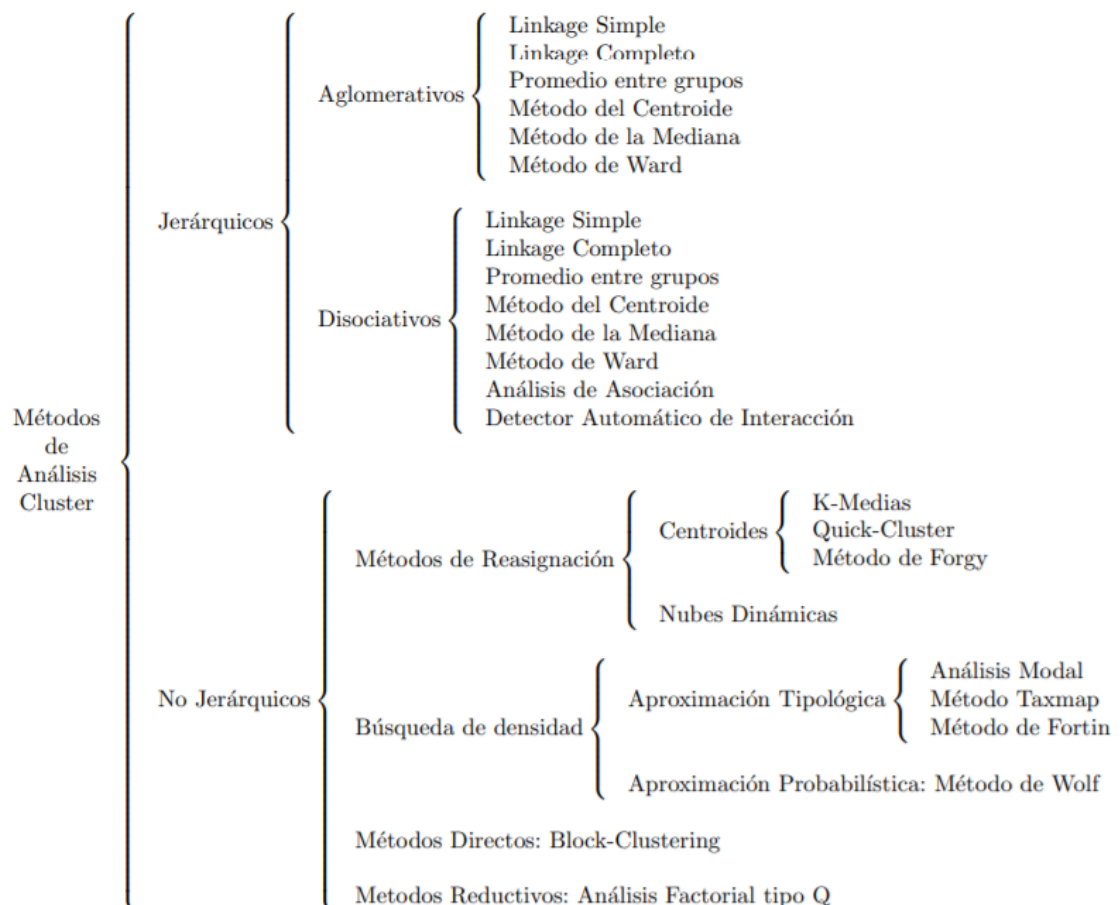 Métodos
de
Análisis
Cluster
Jerárquicos
Aglomerativos
Linkage Simple
Linkage Completo
Promedio entre grupos
Método del Centroide
Método de la Mediana
Método de Ward
Disociativos
Linkage Simple
Linkage Completo
Promedio entre grupos
Método del Centroide
Método de la Mediana
Método de Ward
Análisis de Asociación
Detector Automático de Interacción
No Jerárquicos
Métodos de Reasignación
Centroides
K-Medias
Quick-Cluster
Método de Forgy
Nubes Dinámicas
Búsqueda de densidad
Aproximación Tipológica
Análisis Modal
Método Taxmap
Método de Fortin
Aproximación Probabilística: Método de Wolf
Métodos Directos: Block-Clustering
Metodos Reductivos: Análisis Factorial tipo Q